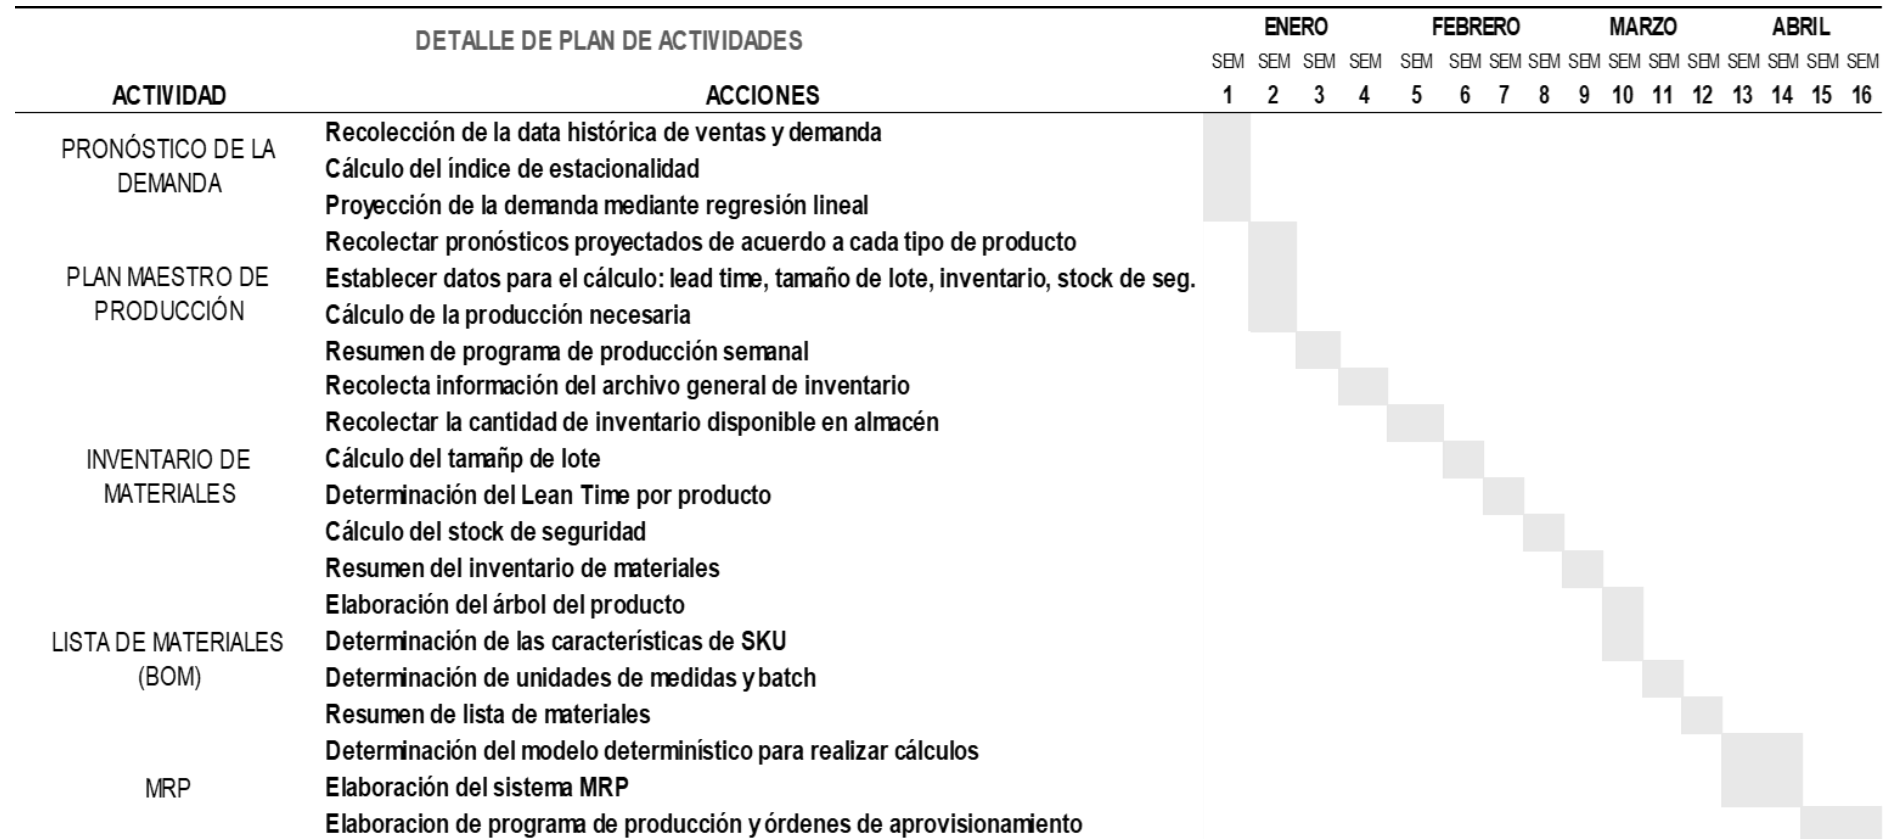 DETALLE DE PLAN DE ACTIVIDADES
ENERO FEBRERO MARZO ABRIL
SEM SEM SEM SEM SEM SEM SEM SEM SEM SEM SEM SEM SEM SEM SEM SEM
ACTIVIDAD ACCIONES 1 2 3 4 5 6 7 8 9 10 11 12 13 14 15 16
PRONÓSTICO DE LA
DEMANDA
Recolección de la data histórica de ventas y demanda
Cálculo del índice de estacionalidad
Proyección de la demanda mediante regresión lineal
PLAN MAESTRO DE
PRODUCCIÓN
Recolectar pronósticos proyectados de acuerdo a cada tipo de producto
Establecer datos para el cálculo: lead time, tamaño de lote, inventario, stock de seg.
Cálculo de la producción necesaria
Resumen de programa de producción semanal
INVENTARIO DE
MATERIALES
Recolecta información del archivo general de inventario
Recolectar la cantidad de inventario disponible en almacén
Cálculo del tamañp de lote
Determinación del Lean Time por producto
Cálculo del stock de seguridad
Resumen del inventario de materiales
LISTA DE MATERIALES
(BOM)
Elaboración del árbol del producto
Determinación de las características de SKU
Determinación de unidades de medidas y batch
Resumen de lista de materiales
MRP
Determinación del modelo determinístico para realizar cálculos
Elaboración del sistema MRP
Elaboracion de programa de producción y órdenes de aprovisionamiento